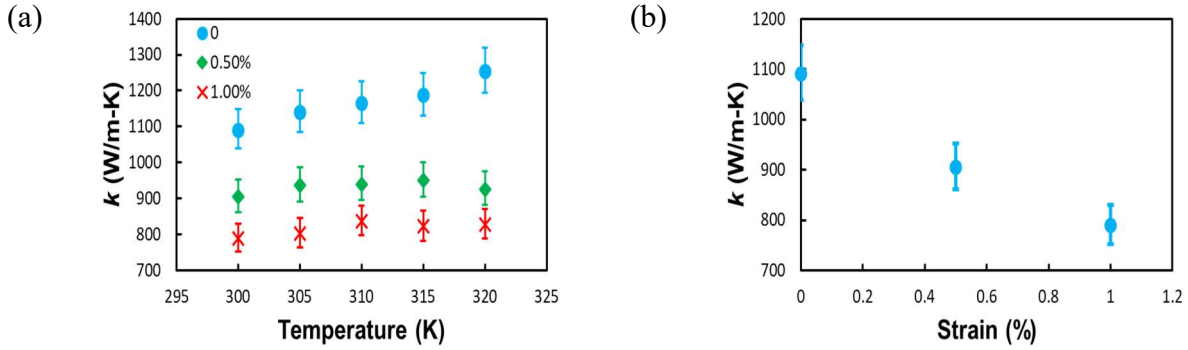 (a)
1400
1300
1200
1100
1000
900
800
700
k (W/m-K)
0
0.50%
1.00%
295 300 305 310 315 320 325
Temperature (K)
(b)
1200
1100
1000
900
800
700
k (W/m-K)
0 0.2 0.4 0.6 0.8 1 1.2
Strain (%)